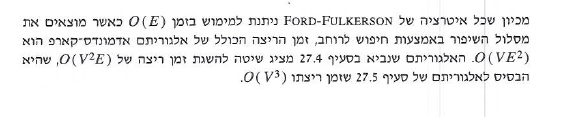 מכיון שכל איטרציה של FORD-FULKERSON ניתנת למימוש בזמן O(E) כאשר מוצאים את
מסלול השיפור באמצעות חיפוש לרוחב, זמן הריצה הכולל של אלגוריתם אדמונדס־קארפ הוא
O(VE²). האלגוריתם שנביא בסעיף 27.4 מציג שיטה להשגת זמן ריצה של O(V²E), שהיא
הבסיס לאלגוריתם של סעיף 27.5 שזמן ריצתו O(V³).